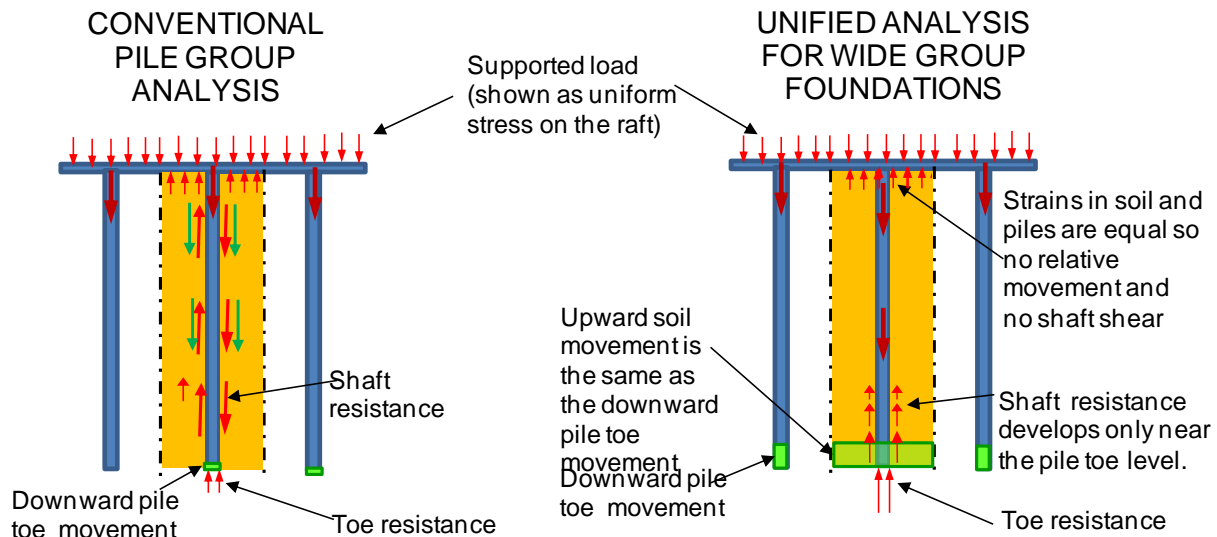 CONVENTIONAL
PILE GROUP
ANALYSIS
Supported load
(shown as uniform
stress on the raft)
UNIFIED ANALYSIS
FOR WIDE GROUP
FOUNDATIONS
Shaft
resistance
Downward pile
toe movement
Toe resistance
Strains in soil and
piles are equal so
no relative
movement and
no shaft shear
Upward soil
movement is
the same as
the downward
pile toe
movement
Downward pile
toe movement
Shaft resistance
develops only near
the pile toe level.
Toe resistance